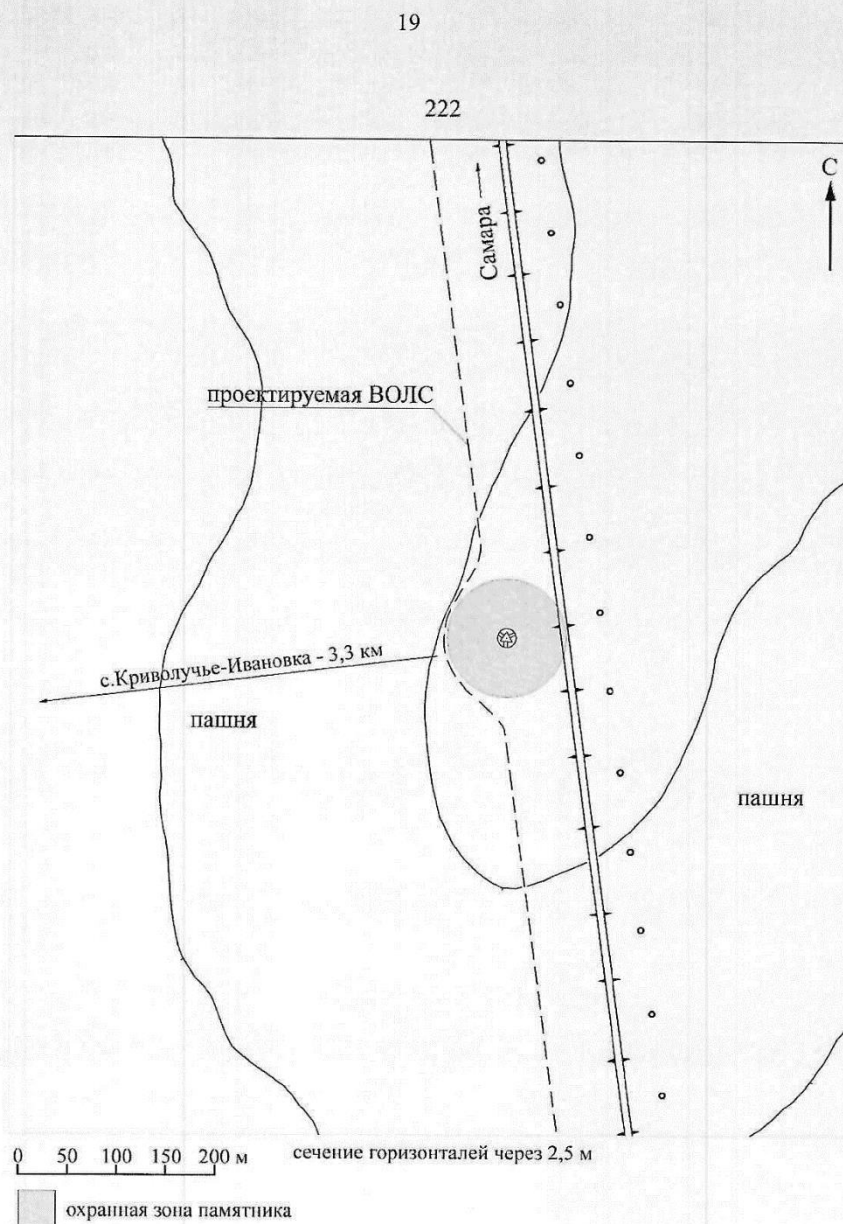 19
222
С
Самара
проектируемая ВОЛС
с.Криволучье-Ивановка - 3,3 км
пашня
пашня
0 50 100 150 200 м
сечение горизонталей через 2,5 м
охранная зона памятника